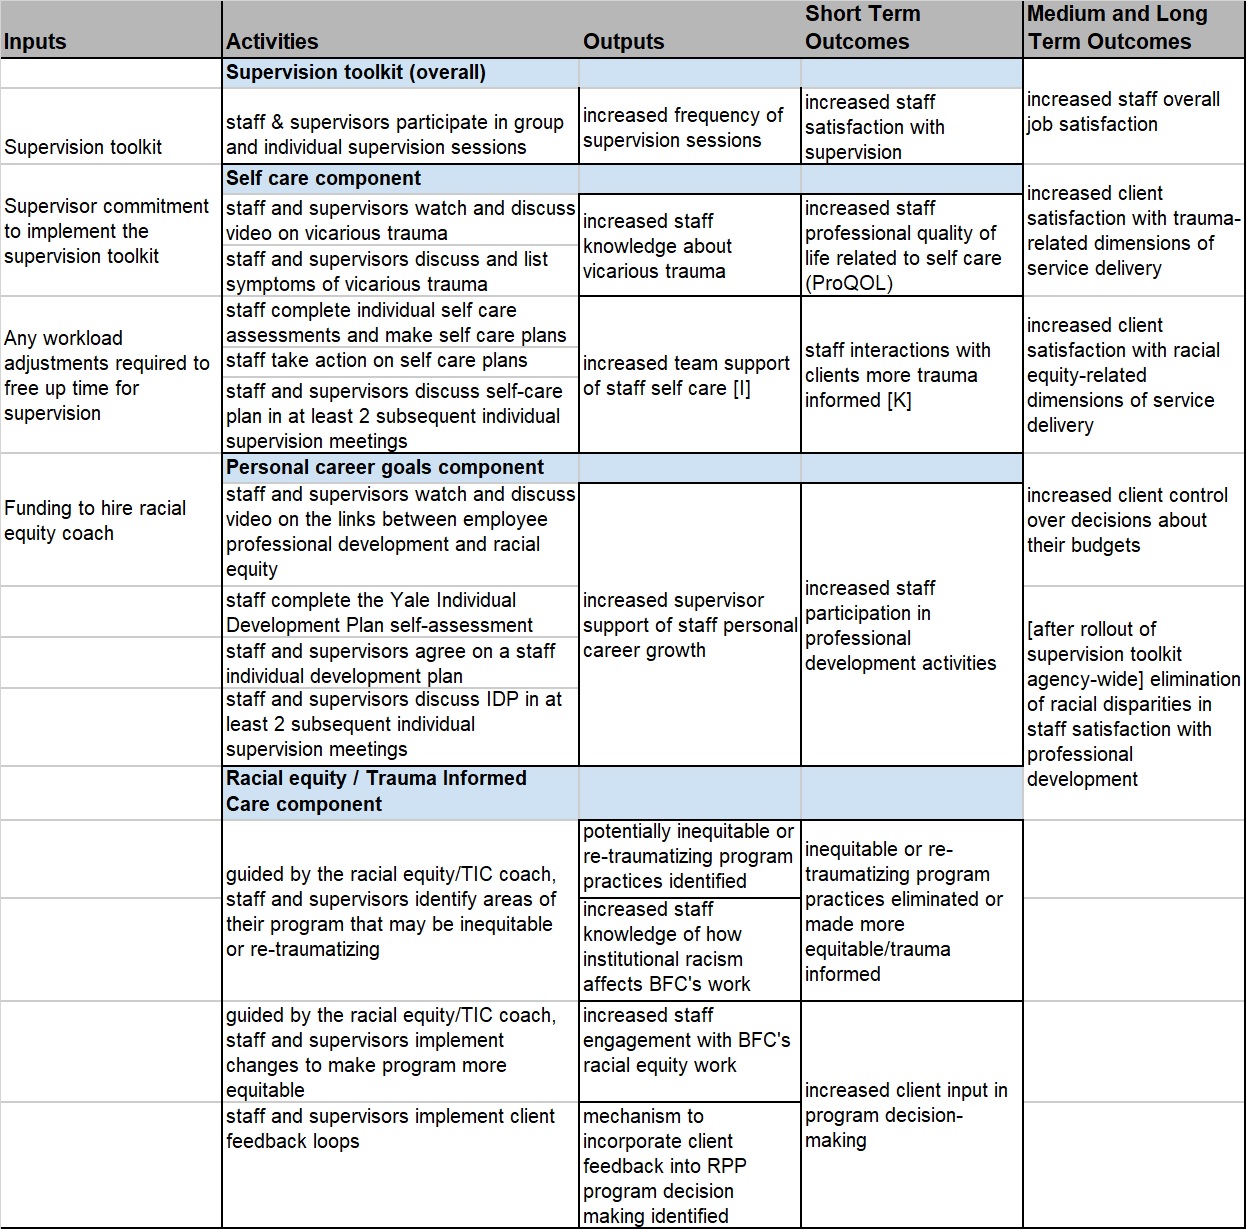 Inputs
Activities
Outputs
Short Term
Outcomes
Medium and Long
Term Outcomes
Supervision toolkit (overall)
Supervision toolkit
staff & supervisors participate in group
and individual supervision sessions
increased frequency of
supervision sessions
increased staff
satisfaction with
supervision
increased staff overall
job satisfaction
Self care component
Supervisor commitment
to implement the
supervision toolkit
staff and supervisors watch and discuss
video on vicarious trauma
staff and supervisors discuss and list
symptoms of vicarious trauma
increased staff
knowledge about
vicarious trauma
increased staff
professional quality of
life related to self care
(ProQOL)
increased client
satisfaction with trauma-
related dimensions of
service delivery
Any workload
adjustments required to
free up time for
supervision
staff complete individual self care
assessments and make self care plans
staff take action on self care plans
staff and supervisors discuss self-care
plan in at least 2 subsequent individual
supervision meetings
increased team support
of staff self care [I]
staff interactions with
clients more trauma
informed [K]
increased client
satisfaction with racial
equity-related
dimensions of service
delivery
Personal career goals component
Funding to hire racial
equity coach
staff and supervisors watch and discuss
video on the links between employee
professional development and racial
equity
staff complete the Yale Individual
Development Plan self-assessment
staff and supervisors agree on a staff
individual development plan
staff and supervisors discuss IDP in at
least 2 subsequent individual
supervision meetings
increased supervisor
support of staff personal
career growth
increased staff
participation in
professional
development activities
increased client control
over decisions about
their budgets
[after rollout of
supervision toolkit
agency-wide] elimination
of racial disparities in
staff satisfaction with
professional
development
Racial equity / Trauma Informed
Care component
guided by the racial equity/TIC coach,
staff and supervisors identify areas of
their program that may be inequitable
or re-traumatizing
potentially inequitable or
re-traumatizing program
practices identified
increased staff
knowledge of how
institutional racism
affects BFC's work
inequitable or re-
traumatizing program
practices eliminated or
made more
equitable/trauma
informed
guided by the racial equity/TIC coach,
staff and supervisors implement
changes to make program more
equitable
increased staff
engagement with BFC's
racial equity work
staff and supervisors implement client
feedback loops
mechanism to
incorporate client
feedback into RPP
program decision
making identified
increased client input in
program decision-
making